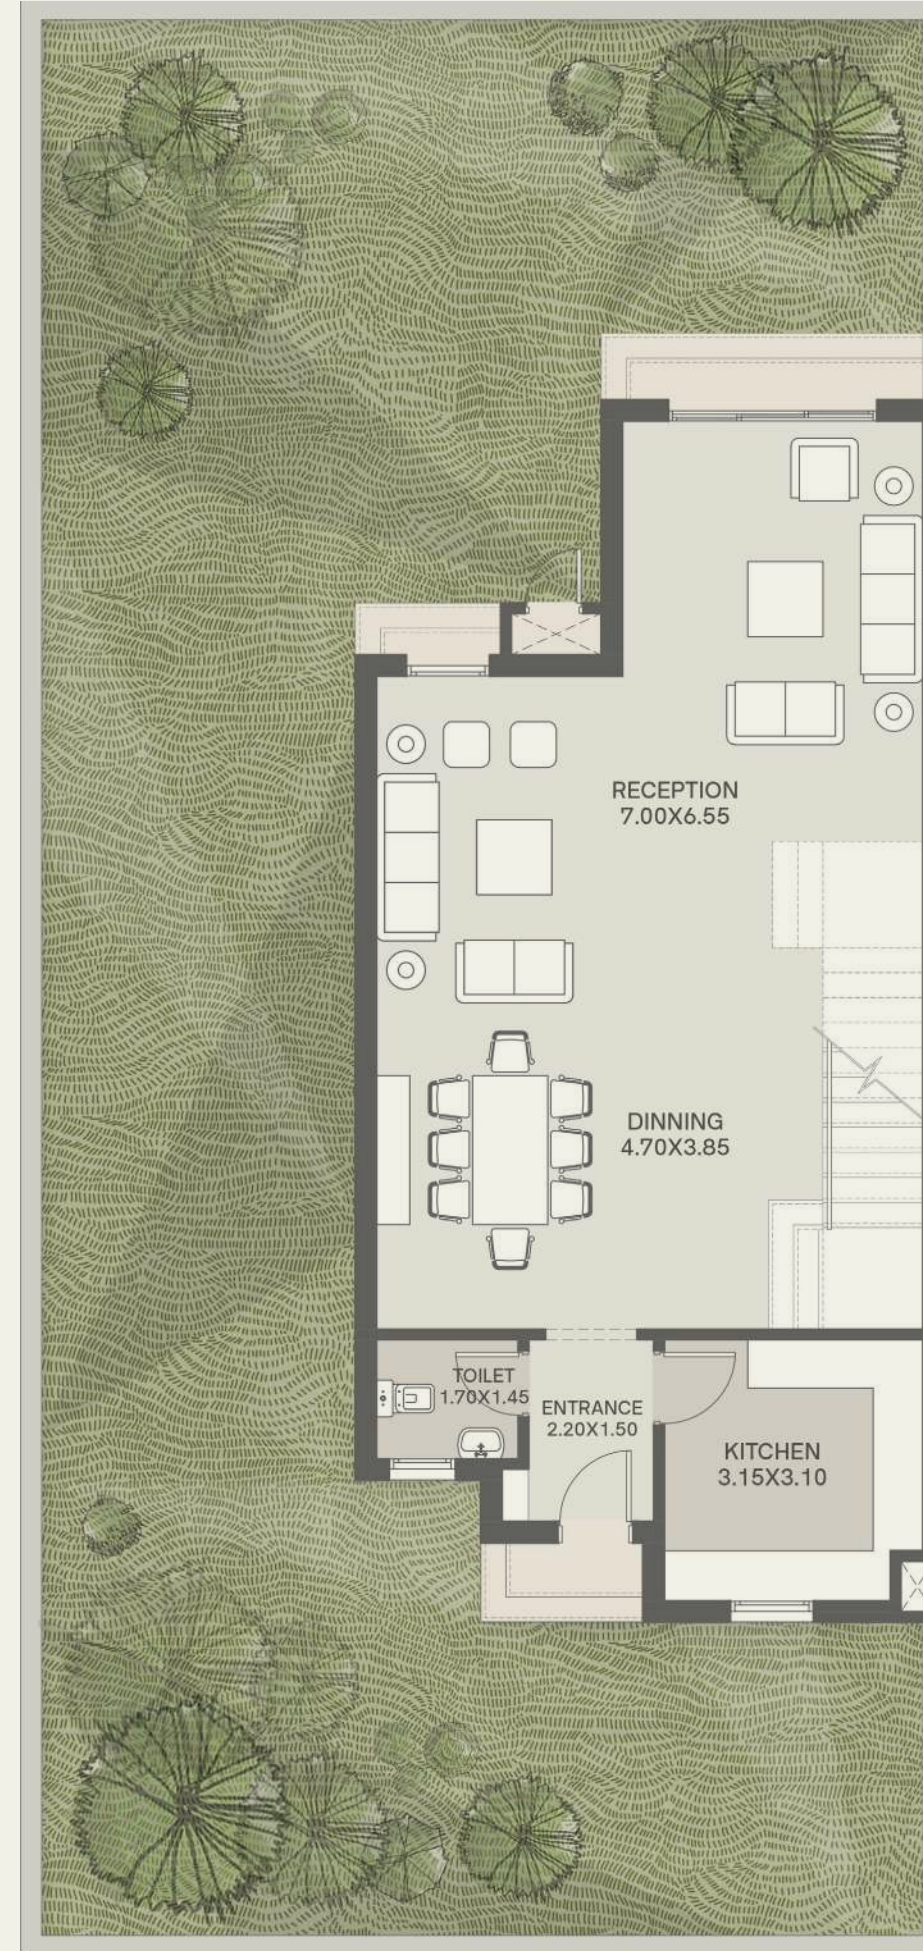 RECEPTION
7.00X6.55
DINNING
4.70X3.85
TOILET
1.70X1.45
ENTRANCE
2.20X1.50
KITCHEN
3.15X3.10